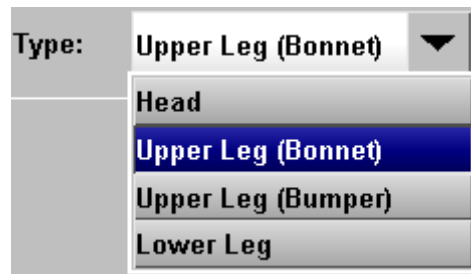 Type: Upper Leg (Bonnet)
Head
Upper Leg (Bonnet)
Upper Leg (Bumper)
Lower Leg